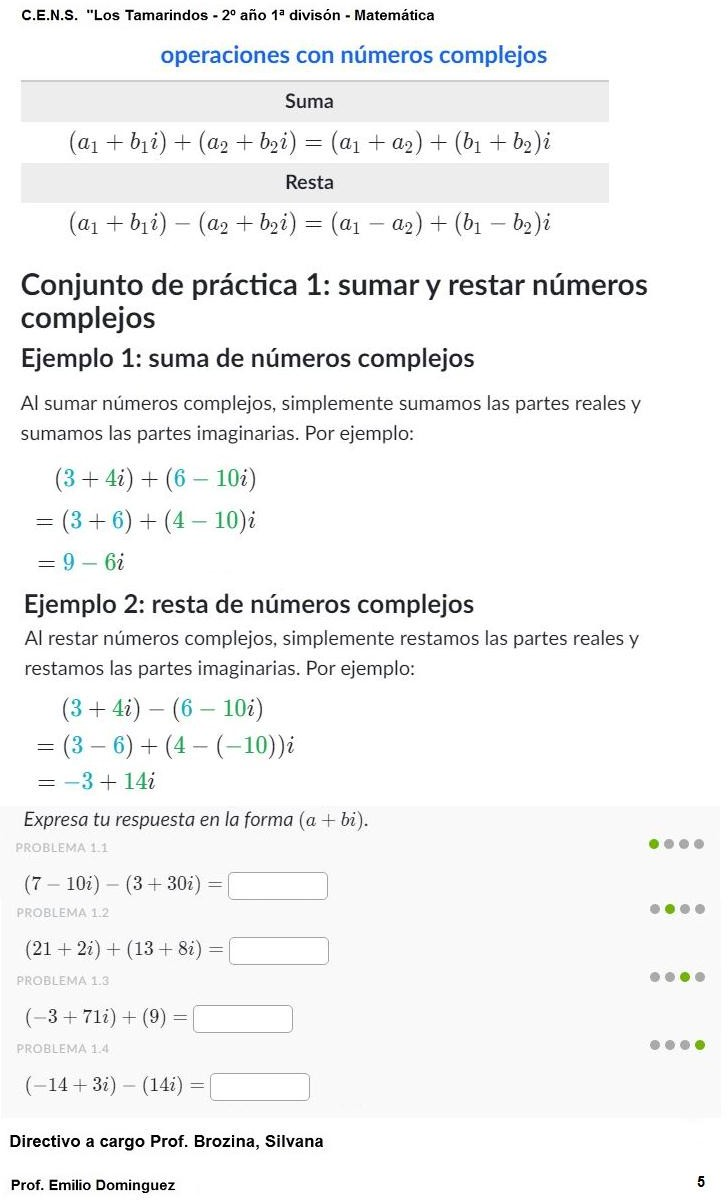 C.E.N.S. "Los Tamarindos - 2º año 1ª divisón - Matemática
operaciones con números complejos
Suma
(a₁ + b₁i) + (a₂ + b₂i) = (a₁ + a₂) + (b₁ + b₂)i
Resta
(a₁ + b₁i) − (a₂ + b₂i) = (a₁ − a₂) + (b₁ − b₂)i
Conjunto de práctica 1: sumar y restar números
complejos
Ejemplo 1: suma de números complejos
Al sumar números complejos, simplemente sumamos las partes reales y
sumamos las partes imaginarias. Por ejemplo:
(3 + 4i) + (6 − 10i)
= (3 + 6) + (4 − 10)i
= 9 − 6i
Ejemplo 2: resta de números complejos
Al restar números complejos, simplemente restamos las partes reales y
restamos las partes imaginarias. Por ejemplo:
(3 + 4i) − (6 − 10i)
= (3 − 6) + (4 − (−10))i
= −3 + 14i
Expresa tu respuesta en la forma (a + bi).
PROBLEMA 1.1
(7 − 10i) − (3 + 30i) =
PROBLEMA 1.2
(21 + 2i) + (13 + 8i) =
PROBLEMA 1.3
(−3 + 71i) + (9) =
PROBLEMA 1.4
(−14 + 3i) − (14i) =
Directivo a cargo Prof. Brozina, Silvana
Prof. Emilio Dominguez 5